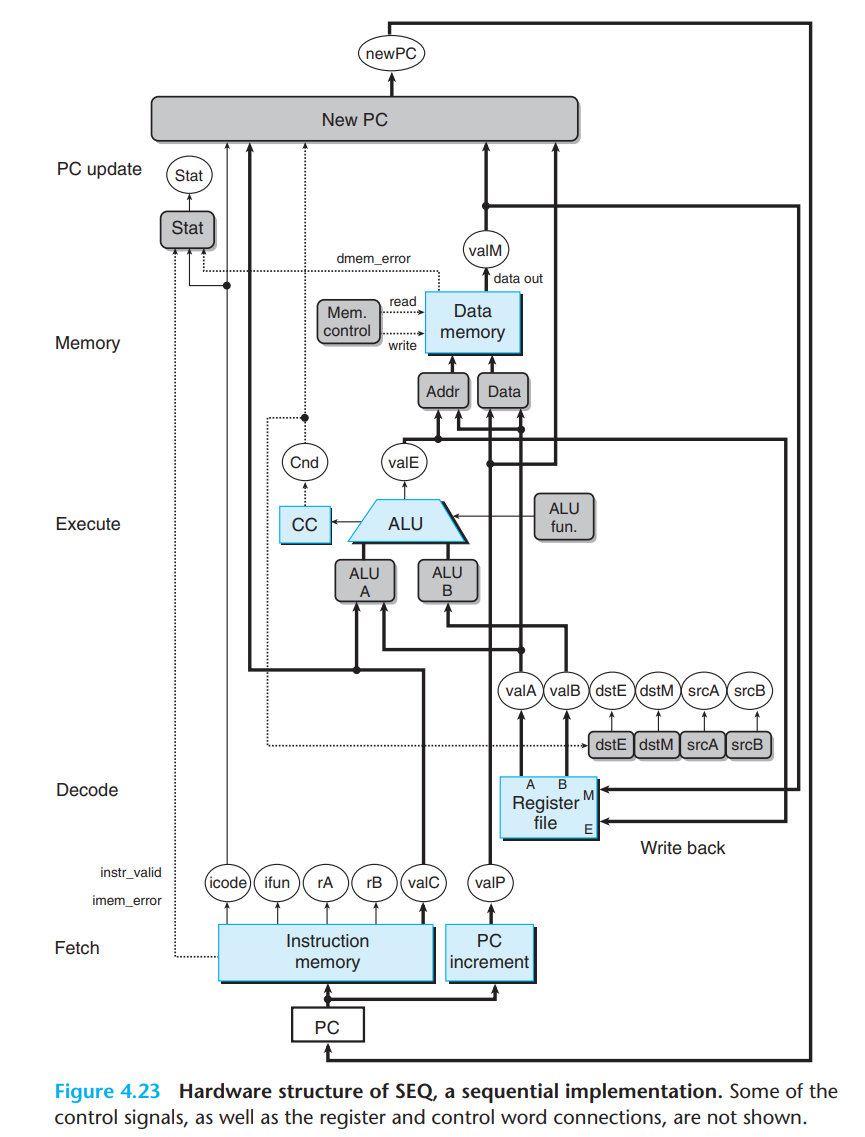 newPC
New PC
PC update
Stat
Stat
valM
dmem_error
data out
read
Mem.
control
Data
memory
write
Memory
Addr
Data
Cnd
valE
Execute
CC
ALU
ALU
fun.
ALU
A
ALU
B
valA
valB
dstE
dstM
srcA
srcB
dstE
dstM
srcA
srcB
Decode
A
B
M
Register
file
E
Write back
instr_valid
imem_error
icode
ifun
rA
rB
valC
valP
Fetch
Instruction
memory
PC
increment
PC
Figure 4.23 Hardware structure of SEQ, a sequential implementation. Some of the
control signals, as well as the register and control word connections, are not shown.